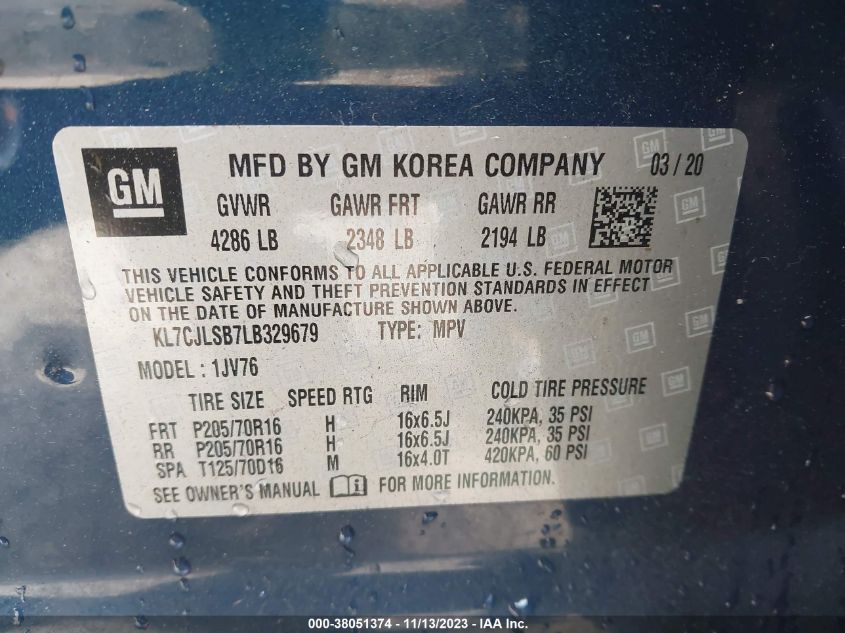 GM
MFD BY GM KOREA COMPANY 03/20
GVWR GAWR FRT GAWR RR
4286 LB 2348 LB 2194 LB
THIS VEHICLE CONFORMS TO ALL APPLICABLE U.S. FEDERAL MOTOR
VEHICLE SAFETY AND THEFT PREVENTION STANDARDS IN EFFECT
ON THE DATE OF MANUFACTURE SHOWN ABOVE.
KL7CJLSB7LB329679 TYPE: MPV
MODEL: 1JV76
TIRE SIZE SPEED RTG RIM COLD TIRE PRESSURE
FRT P205/70R16 H 16x6.5J 240KPA, 35 PSI
RR P205/70R16 H 16x6.5J 240KPA, 35 PSI
SPA T125/70D16 M 16x4.0T 420KPA, 60 PSI
SEE OWNER'S MANUAL FOR MORE INFORMATION.
000-38051374 - 11/13/2023 - IAA Inc.